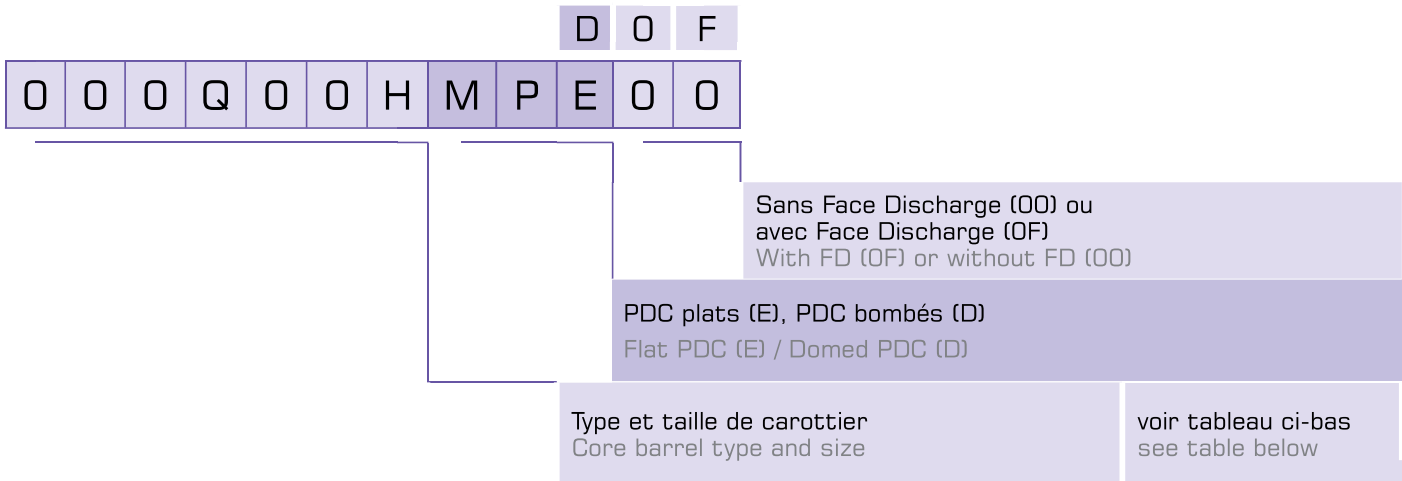 D 0 F
0 0 0 Q 0 0 H M P E 0 0
Sans Face Discharge (00) ou
avec Face Discharge (0F)
With FD (0F) or without FD (00)
PDC plats (E), PDC bombés (D)
Flat PDC (E) / Domed PDC (D)
Type et taille de carottier
Core barrel type and size
voir tableau ci-bas
see table below